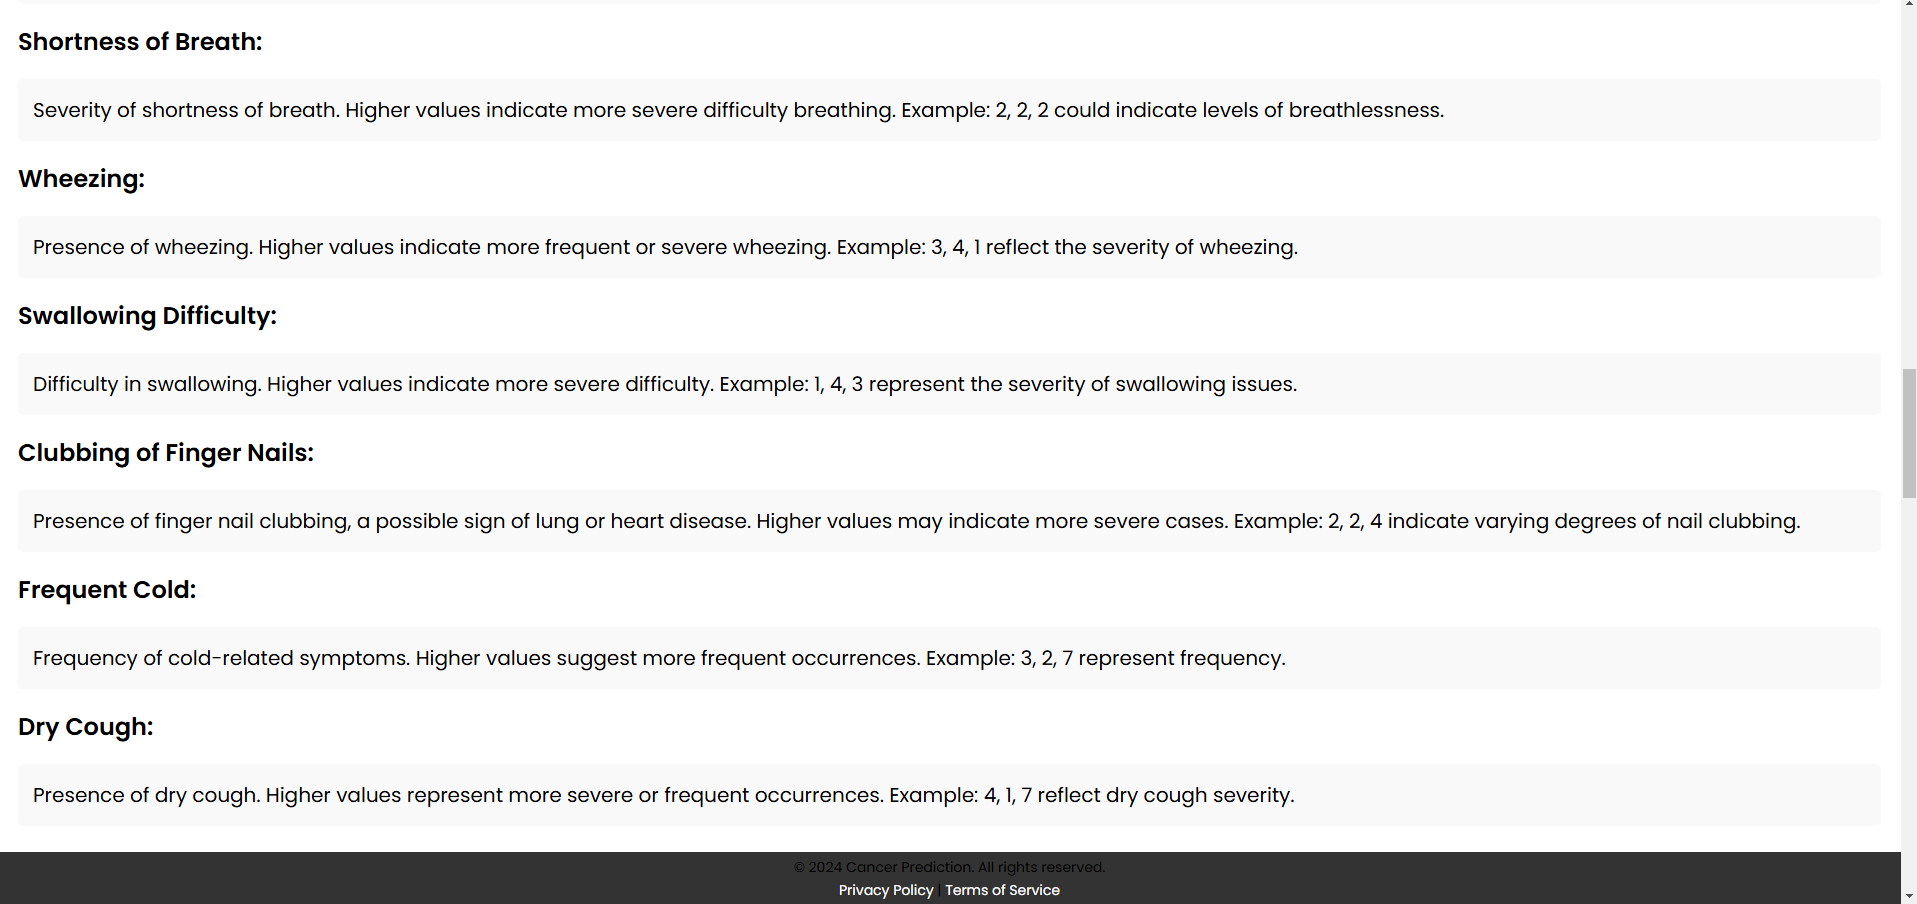 Shortness of Breath:
Severity of shortness of breath. Higher values indicate more severe difficulty breathing. Example: 2, 2, 2 could indicate levels of breathlessness.
Wheezing:
Presence of wheezing. Higher values indicate more frequent or severe wheezing. Example: 3, 4, 1 reflect the severity of wheezing.
Swallowing Difficulty:
Difficulty in swallowing. Higher values indicate more severe difficulty. Example: 1, 4, 3 represent the severity of swallowing issues.
Clubbing of Finger Nails:
Presence of finger nail clubbing, a possible sign of lung or heart disease. Higher values may indicate more severe cases. Example: 2, 2, 4 indicate varying degrees of nail clubbing.
Frequent Cold:
Frequency of cold-related symptoms. Higher values suggest more frequent occurrences. Example: 3, 2, 7 represent frequency.
Dry Cough:
Presence of dry cough. Higher values represent more severe or frequent occurrences. Example: 4, 1, 7 reflect dry cough severity.
© 2024 Cancer Prediction. All rights reserved.
Privacy Policy | Terms of Service